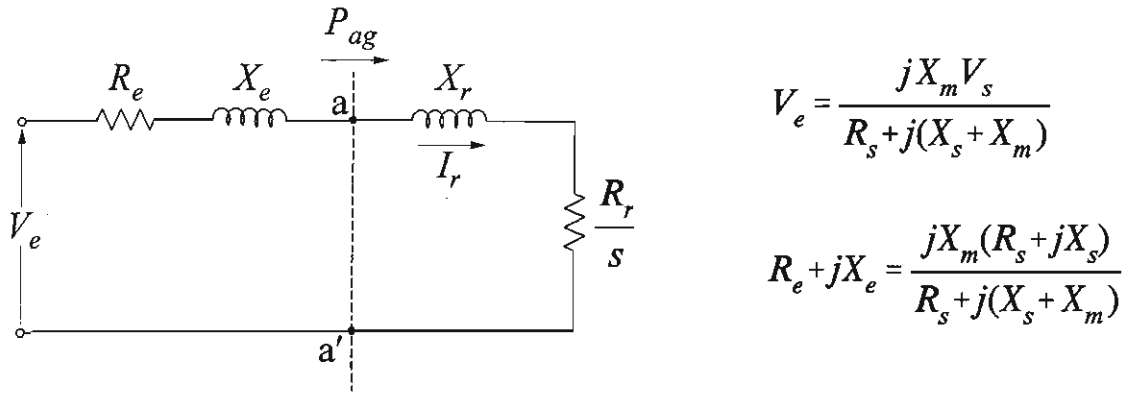 P_ag
R_e X_e a X_r
I_r
V_e
R_r
s
a′
V_e = jX_m V_s / R_s + j(X_s + X_m)
R_e + jX_e = jX_m(R_s + jX_s) / R_s + j(X_s + X_m)